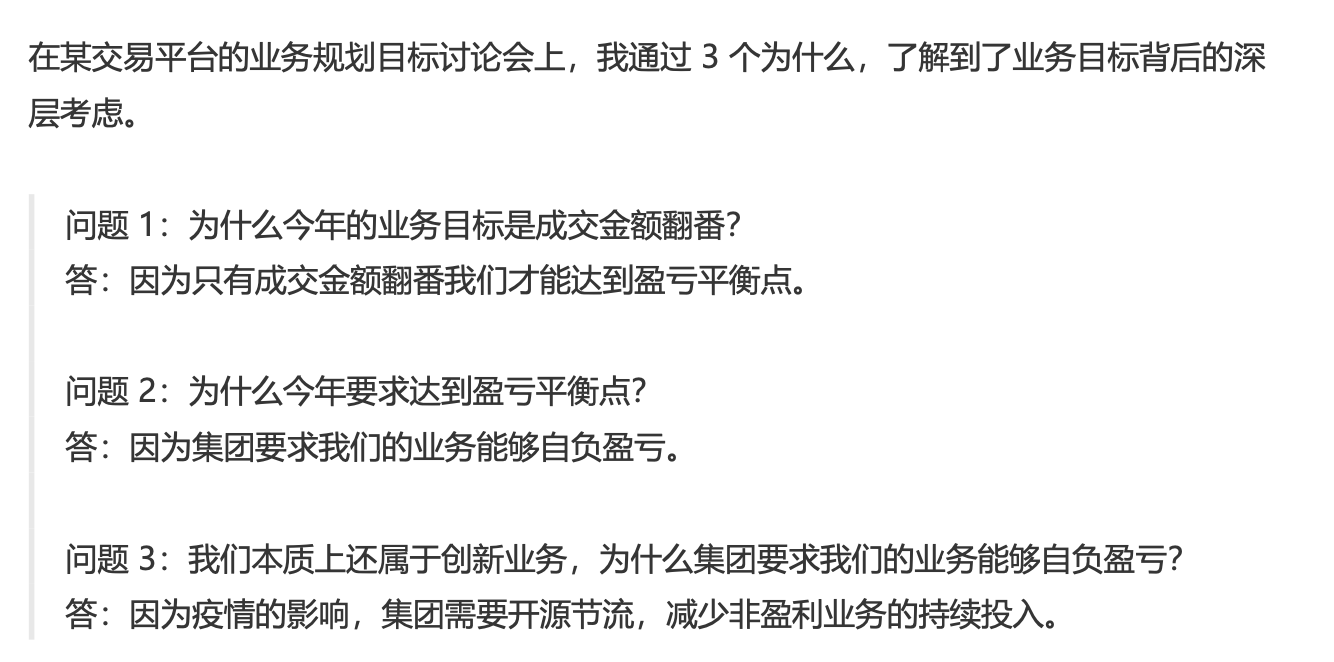 在某交易平台的业务规划目标讨论会上，我通过 3 个为什么，了解到了业务目标背后的深
层考虑。
问题 1：为什么今年的业务目标是成交金额翻番？
答：因为只有成交金额翻番我们才能达到盈亏平衡点。
问题 2：为什么今年要求达到盈亏平衡点？
答：因为集团要求我们的业务能够自负盈亏。
问题 3：我们本质上还属于创新业务，为什么集团要求我们的业务能够自负盈亏？
答：因为疫情的影响，集团需要开源节流，减少非盈利业务的持续投入。